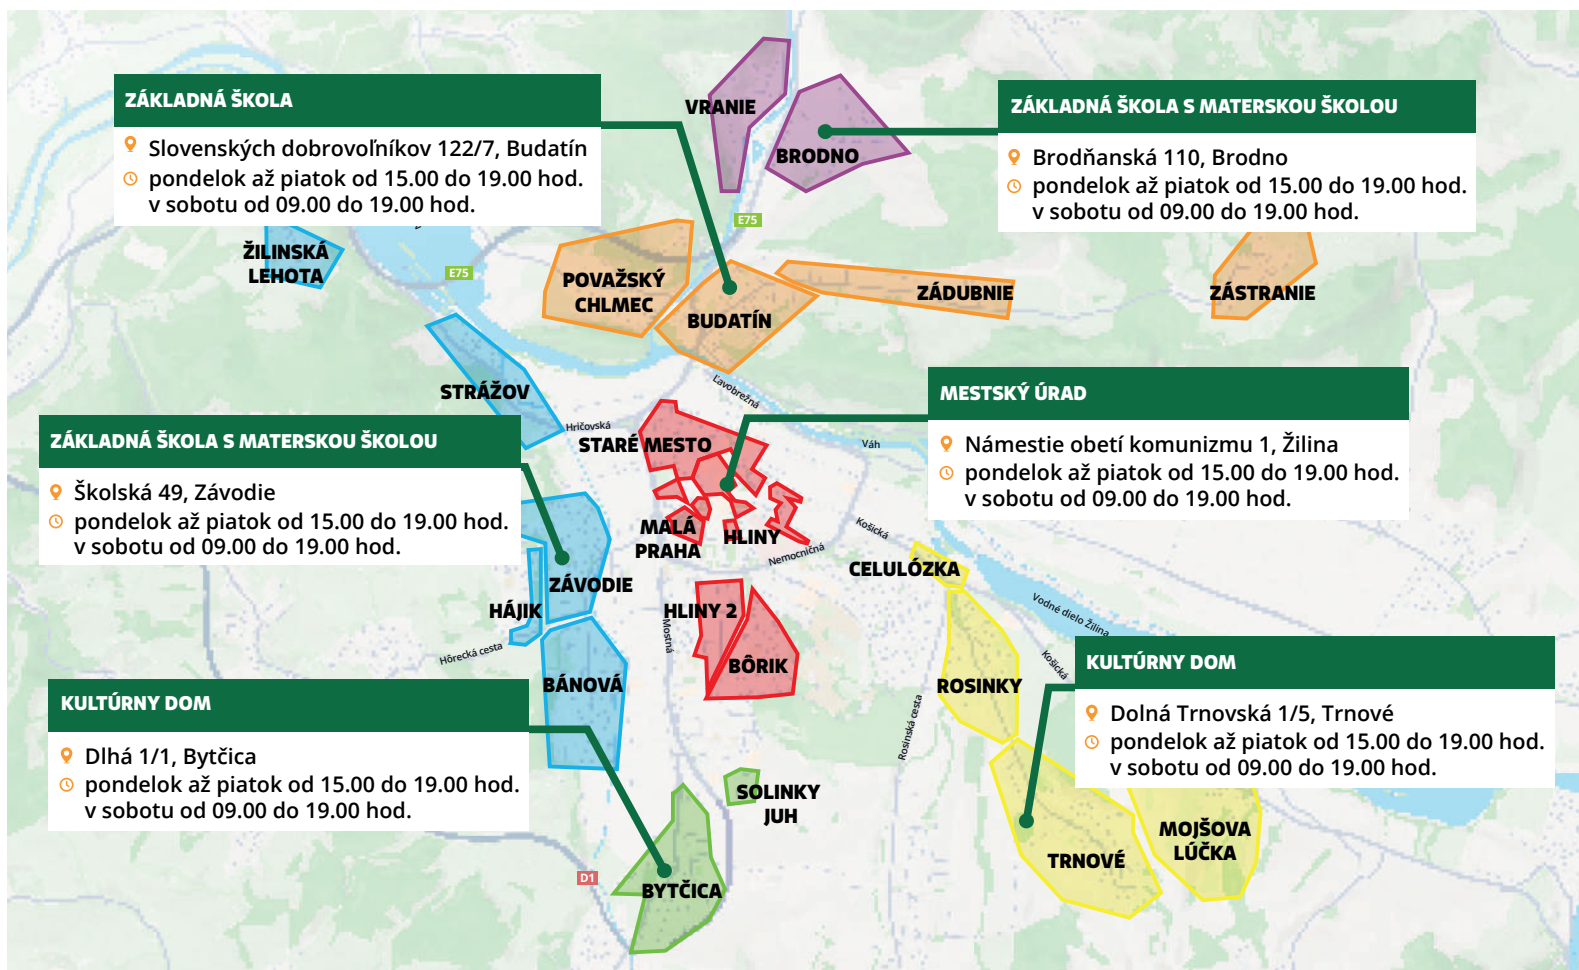 ZÁKLADNÁ ŠKOLA
Slovenských dobrovoľníkov 122/7, Budatín
pondelok až piatok od 15.00 do 19.00 hod.
v sobotu od 09.00 do 19.00 hod.
VRANIE
BRODNO
ZÁKLADNÁ ŠKOLA S MATERSKOU ŠKOLOU
Brodňanská 110, Brodno
pondelok až piatok od 15.00 do 19.00 hod.
v sobotu od 09.00 do 19.00 hod.
E75
ŽILINSKÁ
LEHOTA
E75
POVAŽSKÝ
CHLMEC
BUDATÍN
ZÁDUBNIE
ZÁSTRANIE
STRÁŽOV
Ľavobrežná
Hričovská
STARÉ MESTO
Váh
MESTSKÝ ÚRAD
Námestie obetí komunizmu 1, Žilina
pondelok až piatok od 15.00 do 19.00 hod.
v sobotu od 09.00 do 19.00 hod.
ZÁKLADNÁ ŠKOLA S MATERSKOU ŠKOLOU
Školská 49, Závodie
pondelok až piatok od 15.00 do 19.00 hod.
v sobotu od 09.00 do 19.00 hod.
MALÁ
PRAHA
HLINY
Nemocničná
Košická
CELULÓZKA
ZÁVODIE
HÁJIK
HLINY 2
Mostná
Vodné dielo Žilina
Hôrecká cesta
BÁNOVÁ
BÔRIK
ROSINKY
Košická
Rosinská cesta
KULTÚRNY DOM
Dolná Trnovská 1/5, Trnové
pondelok až piatok od 15.00 do 19.00 hod.
v sobotu od 09.00 do 19.00 hod.
KULTÚRNY DOM
Dlhá 1/1, Bytčica
pondelok až piatok od 15.00 do 19.00 hod.
v sobotu od 09.00 do 19.00 hod.
SOLINKY
JUH
TRNOVÉ
MOJŠOVA
LÚČKA
D1
BYTČICA